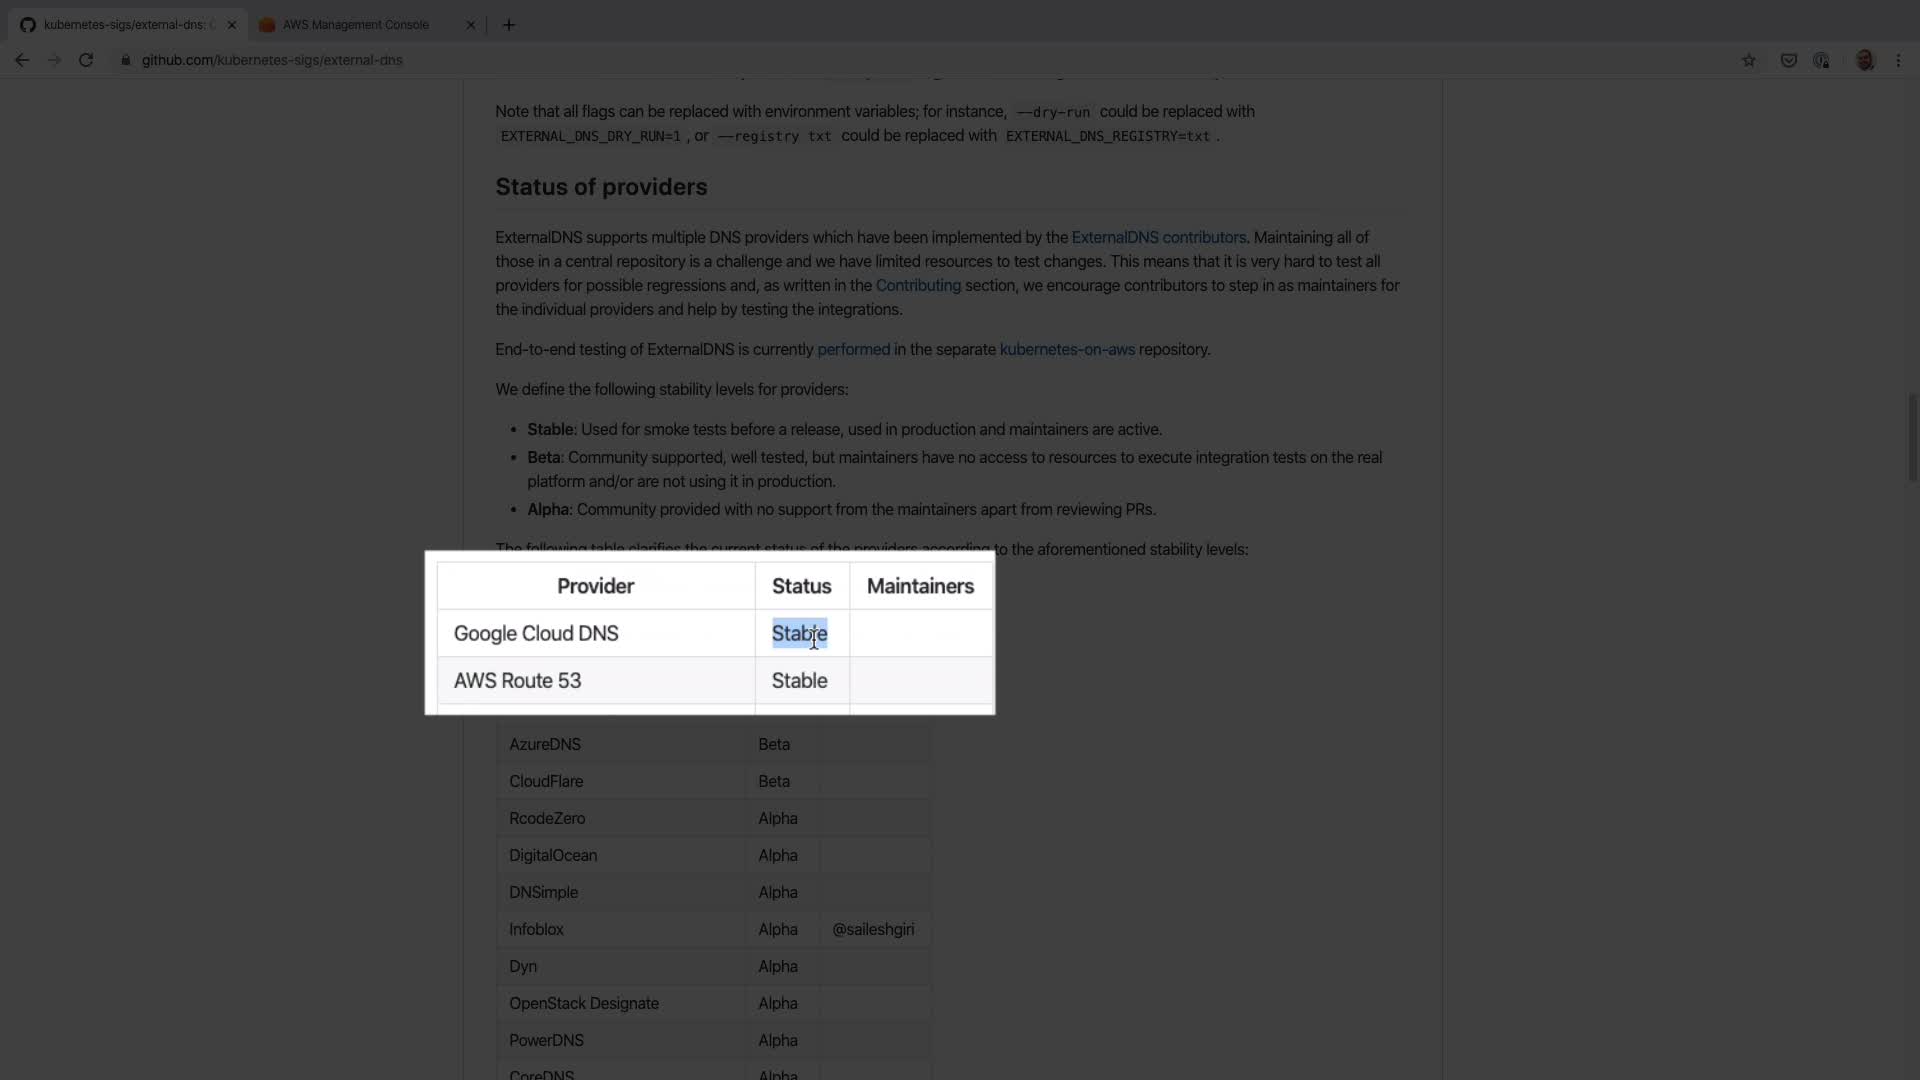 kubernetes-sigs/external-dns:
AWS Management Console
github.com/kubernetes-sigs/external-dns
Note that all flags can be replaced with environment variables; for instance, --dry-run could be replaced with
EXTERNAL_DNS_DRY_RUN=1 , or --registry txt could be replaced with EXTERNAL_DNS_REGISTRY=txt .
Status of providers
ExternalDNS supports multiple DNS providers which have been implemented by the ExternalDNS contributors. Maintaining all of
those in a central repository is a challenge and we have limited resources to test changes. This means that it is very hard to test all
providers for possible regressions and, as written in the Contributing section, we encourage contributors to step in as maintainers for
the individual providers and help by testing the integrations.
End-to-end testing of ExternalDNS is currently performed in the separate kubernetes-on-aws repository.
We define the following stability levels for providers:
• Stable: Used for smoke tests before a release, used in production and maintainers are active.
• Beta: Community supported, well tested, but maintainers have no access to resources to execute integration tests on the real
platform and/or are not using it in production.
• Alpha: Community provided with no support from the maintainers apart from reviewing PRs.
The following table clarifies the current status of the providers according to the aforementioned stability levels:
Provider Status Maintainers
Google Cloud DNS Stable
AWS Route 53 Stable
AzureDNS Beta
CloudFlare Beta
RcodeZero Alpha
DigitalOcean Alpha
DNSimple Alpha
Infoblox Alpha @saileshgiri
Dyn Alpha
OpenStack Designate Alpha
PowerDNS Alpha
CoreDNS Alpha